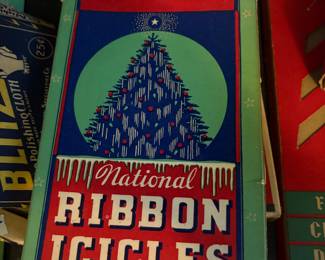 BLITZ
Polishing Cloth
25¢
National
RIBBON
ICICLES